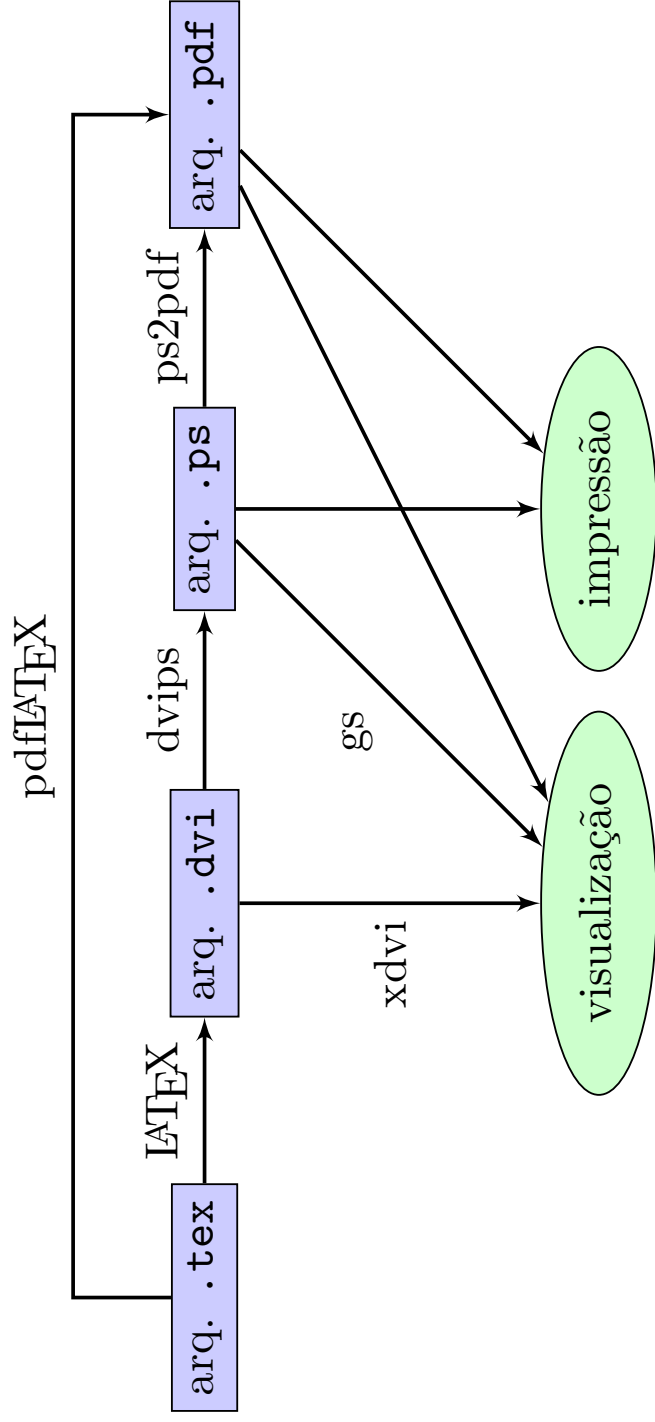 pdfLATEX
arq. .tex
LATEX
arq. .dvi
dvips
arq. .ps
ps2pdf
arq. .pdf
xdvi
gs
visualização
impressão